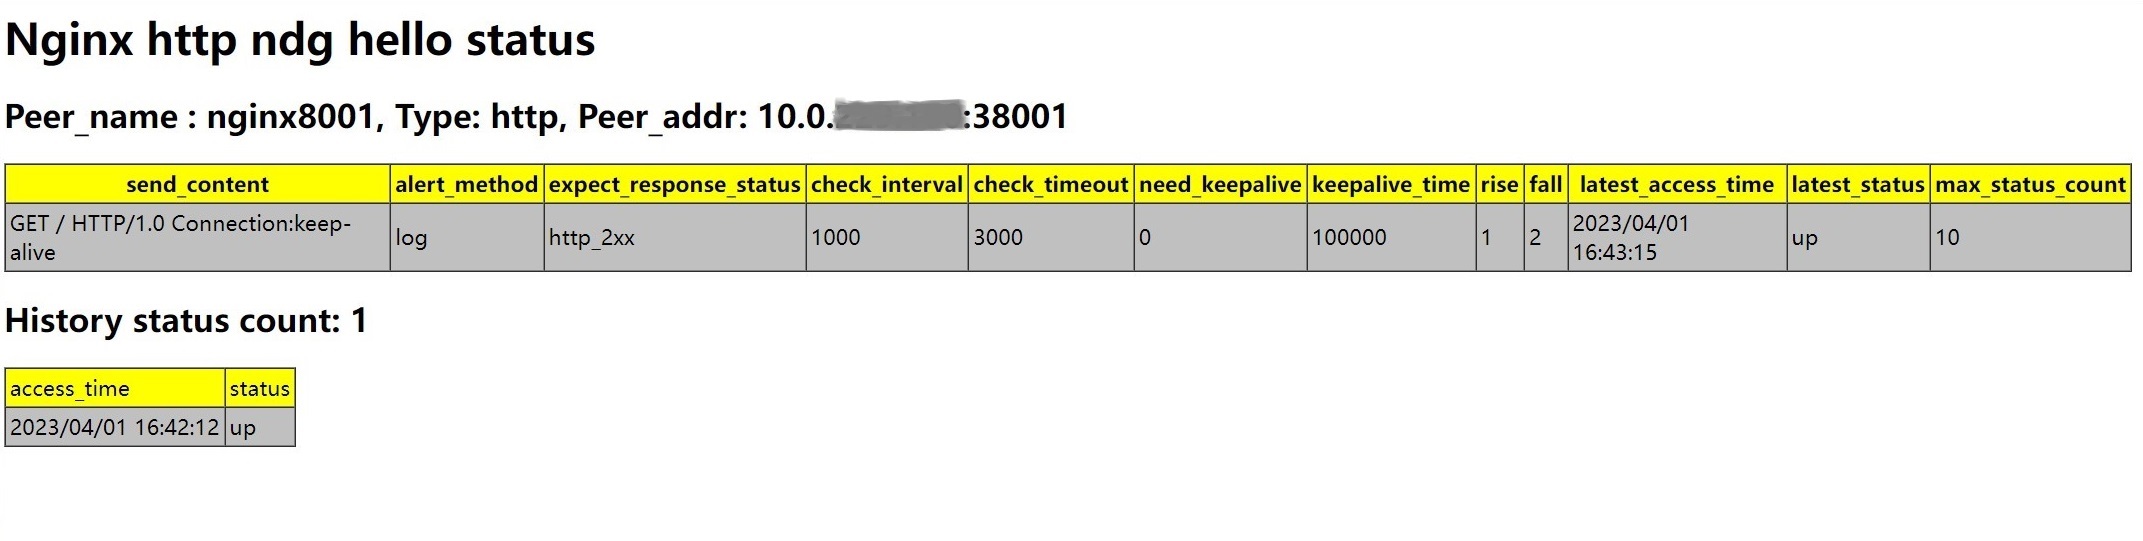 Nginx http ndg hello status
Peer_name : nginx8001, Type: http, Peer_addr: 10.0. :38001
send_content alert_method expect_response_status check_interval check_timeout need_keepalive keepalive_time rise fall latest_access_time latest_status max_status_count
GET / HTTP/1.0 Connection:keep-
alive
log
http_2xx
1000
3000
0
100000
1
2
2023/04/01
16:43:15
up
10
History status count: 1
access_time status
2023/04/01 16:42:12 up